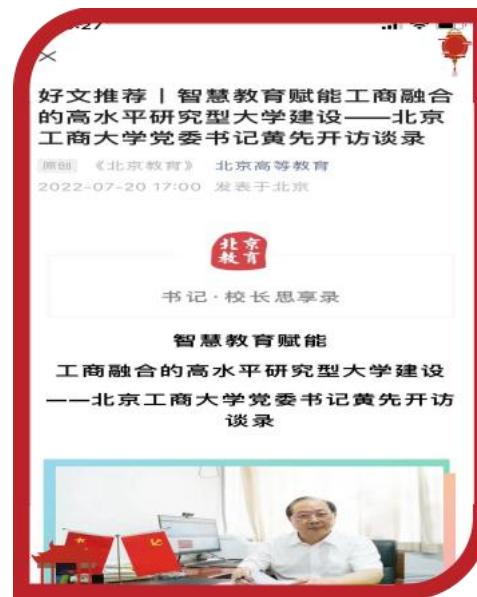 :27
好文推荐丨智慧教育赋能工商融合
的高水平研究型大学建设——北京
工商大学党委书记黄先开访谈录
原创 《北京教育》 北京高等教育
2022-07-20 17:00 发表于北京
北京
教育
书记·校长思享录
智慧教育赋能
工商融合的高水平研究型大学建设
——北京工商大学党委书记黄先开访
谈录